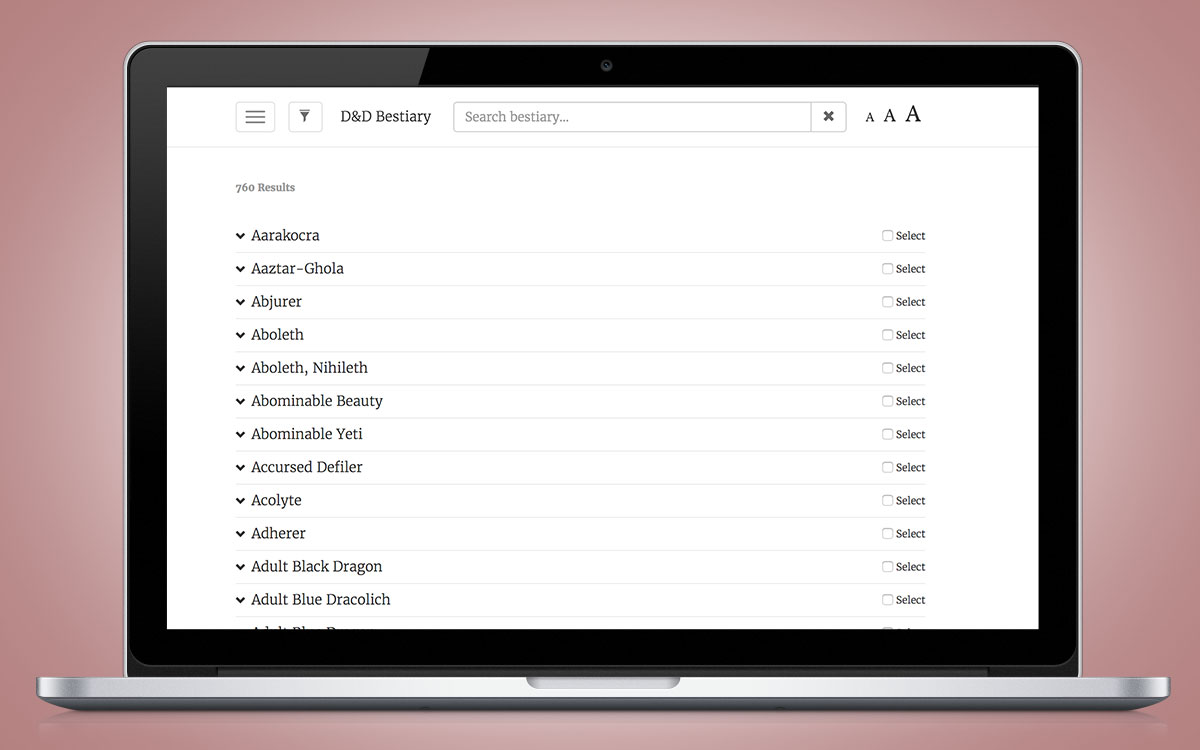 D&D Bestiary Search bestiary... A A A
760 Results
Aarakocra Select
Aaztar-Ghola Select
Abjurer Select
Aboleth Select
Aboleth, Nihileth Select
Abominable Beauty Select
Abominable Yeti Select
Accursed Defiler Select
Acolyte Select
Adherer Select
Adult Black Dragon Select
Adult Blue Dracolich Select